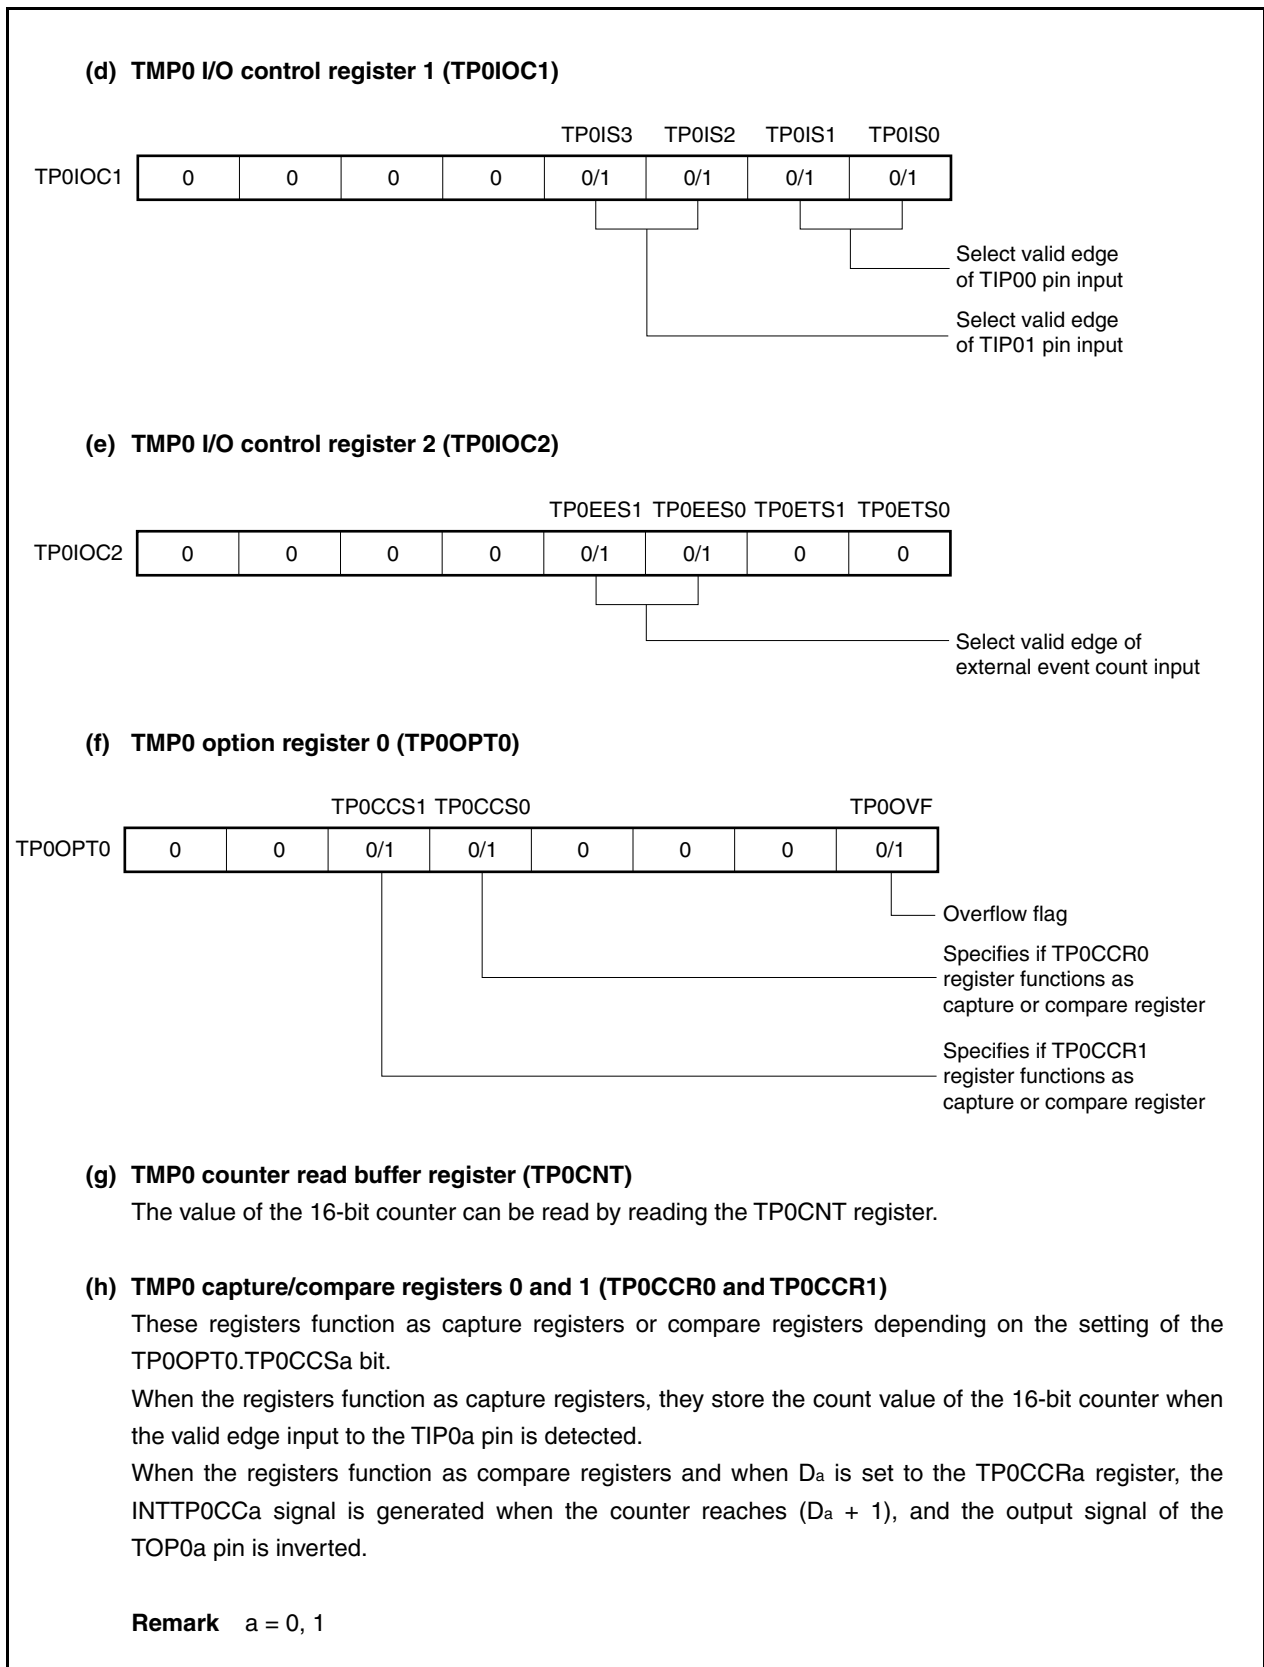 (d) TMP0 I/O control register 1 (TP0IOC1)
TP0IS3 TP0IS2 TP0IS1 TP0IS0
TP0IOC1 0 0 0 0 0/1 0/1 0/1 0/1
Select valid edge
of TIP00 pin input
Select valid edge
of TIP01 pin input
(e) TMP0 I/O control register 2 (TP0IOC2)
TP0EES1 TP0EES0 TP0ETS1 TP0ETS0
TP0IOC2 0 0 0 0 0/1 0/1 0 0
Select valid edge of
external event count input
(f) TMP0 option register 0 (TP0OPT0)
TP0CCS1 TP0CCS0 TP0OVF
TP0OPT0 0 0 0/1 0/1 0 0 0 0/1
Overflow flag
Specifies if TP0CCR0
register functions as
capture or compare register
Specifies if TP0CCR1
register functions as
capture or compare register
(g) TMP0 counter read buffer register (TP0CNT)
The value of the 16-bit counter can be read by reading the TP0CNT register.
(h) TMP0 capture/compare registers 0 and 1 (TP0CCR0 and TP0CCR1)
These registers function as capture registers or compare registers depending on the setting of the
TP0OPT0.TP0CCSa bit.
When the registers function as capture registers, they store the count value of the 16-bit counter when
the valid edge input to the TIP0a pin is detected.
When the registers function as compare registers and when Da is set to the TP0CCRa register, the
INTTP0CCa signal is generated when the counter reaches (Da + 1), and the output signal of the
TOP0a pin is inverted.
Remark a = 0, 1